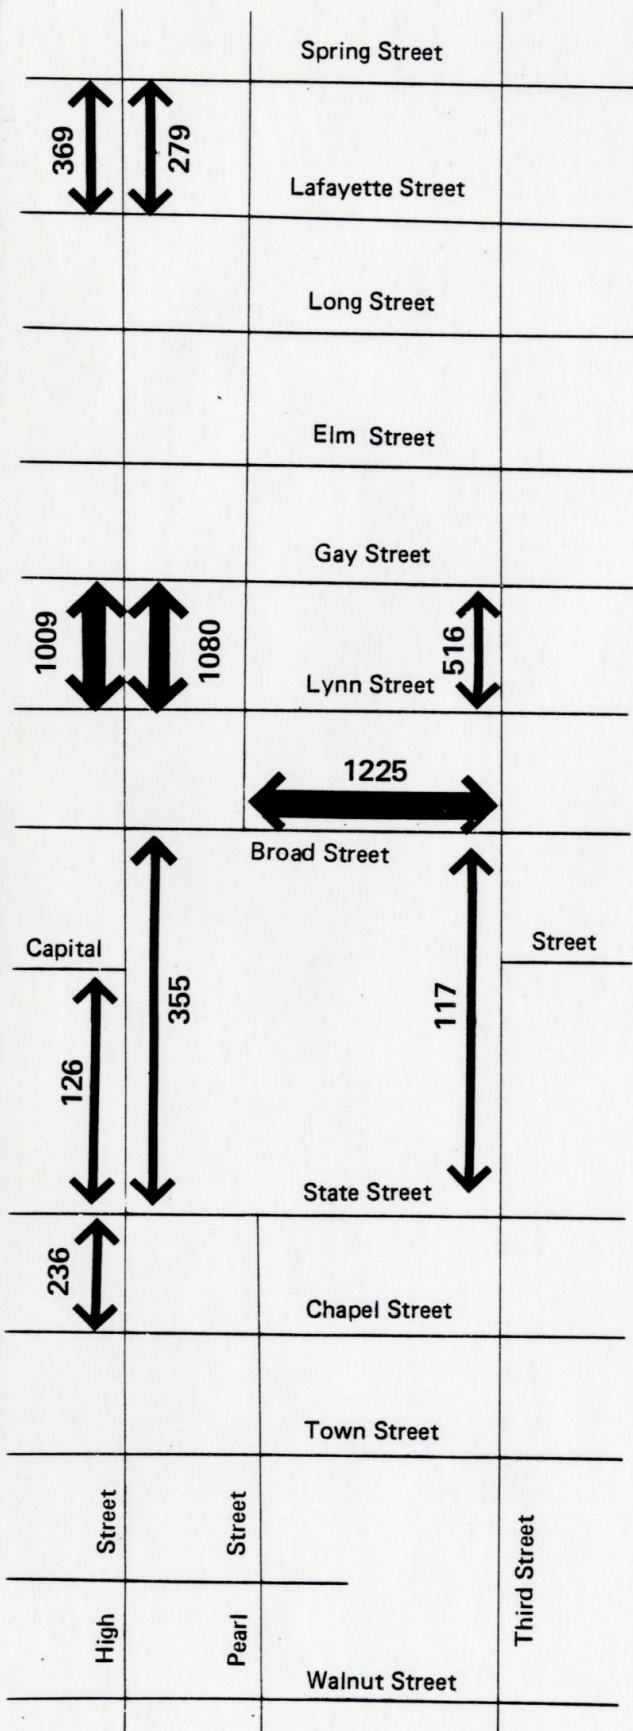 Spring Street
369
279
Lafayette Street
Long Street
Elm Street
Gay Street
1009
1080
516
Lynn Street
1225
Broad Street
Capital
Street
355
117
126
State Street
236
Chapel Street
Town Street
High Street
Pearl Street
Third Street
Walnut Street